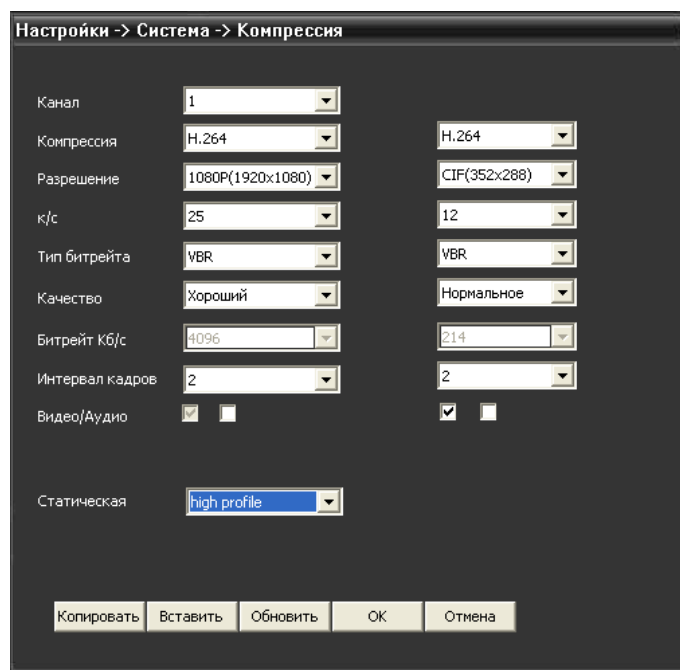 Настройки -> Система -> Компрессия
Канал 1
Компрессия H.264 H.264
Разрешение 1080P(1920x1080) CIF(352x288)
к/с 25 12
Тип битрейта VBR VBR
Качество Хороший Нормальное
Битрейт Кб/с 4096 214
Интервал кадров 2 2
Видео/Аудио
Статическая high profile
Копировать Вставить Обновить OK Отмена